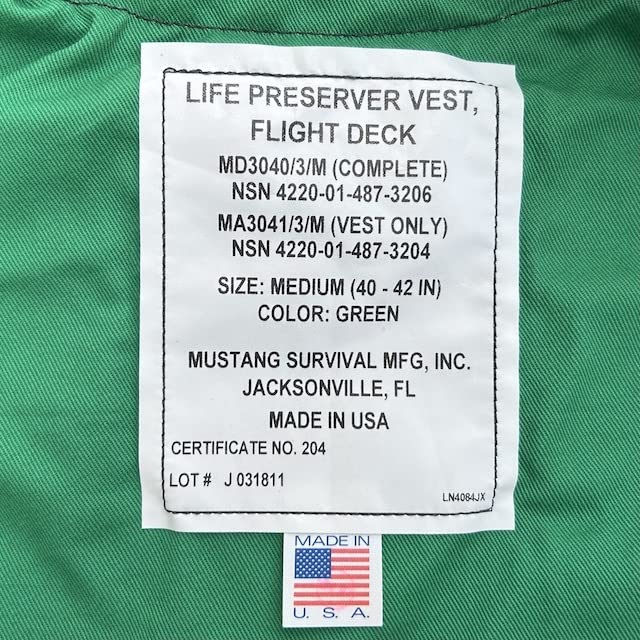 LIFE PRESERVER VEST,
FLIGHT DECK
MD3040/3/M (COMPLETE)
NSN 4220-01-487-3206
MA3041/3/M (VEST ONLY)
NSN 4220-01-487-3204
SIZE: MEDIUM (40 - 42 IN)
COLOR: GREEN
MUSTANG SURVIVAL MFG, INC.
JACKSONVILLE, FL
MADE IN USA
CERTIFICATE NO. 204
LOT # J 031811
LN4084JX
MADE IN
U. S. A.